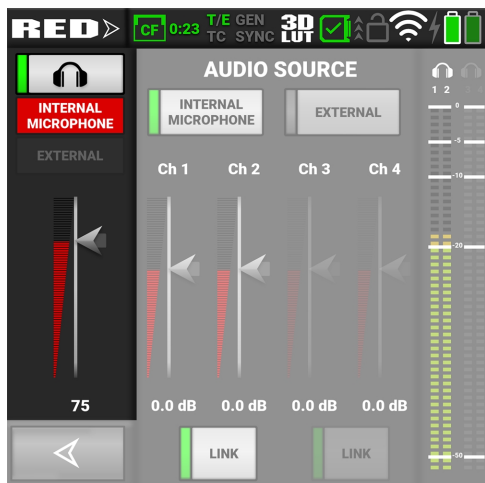 RED
CF 0:23 T/E GEN
TC SYNC
3D
LUT
AUDIO SOURCE
1 2
INTERNAL
MICROPHONE
EXTERNAL
INTERNAL
MICROPHONE
EXTERNAL
Ch 1 Ch 2 Ch 3 Ch 4
0
-5
-10
-20
-50
75
0.0 dB 0.0 dB 0.0 dB 0.0 dB
LINK LINK